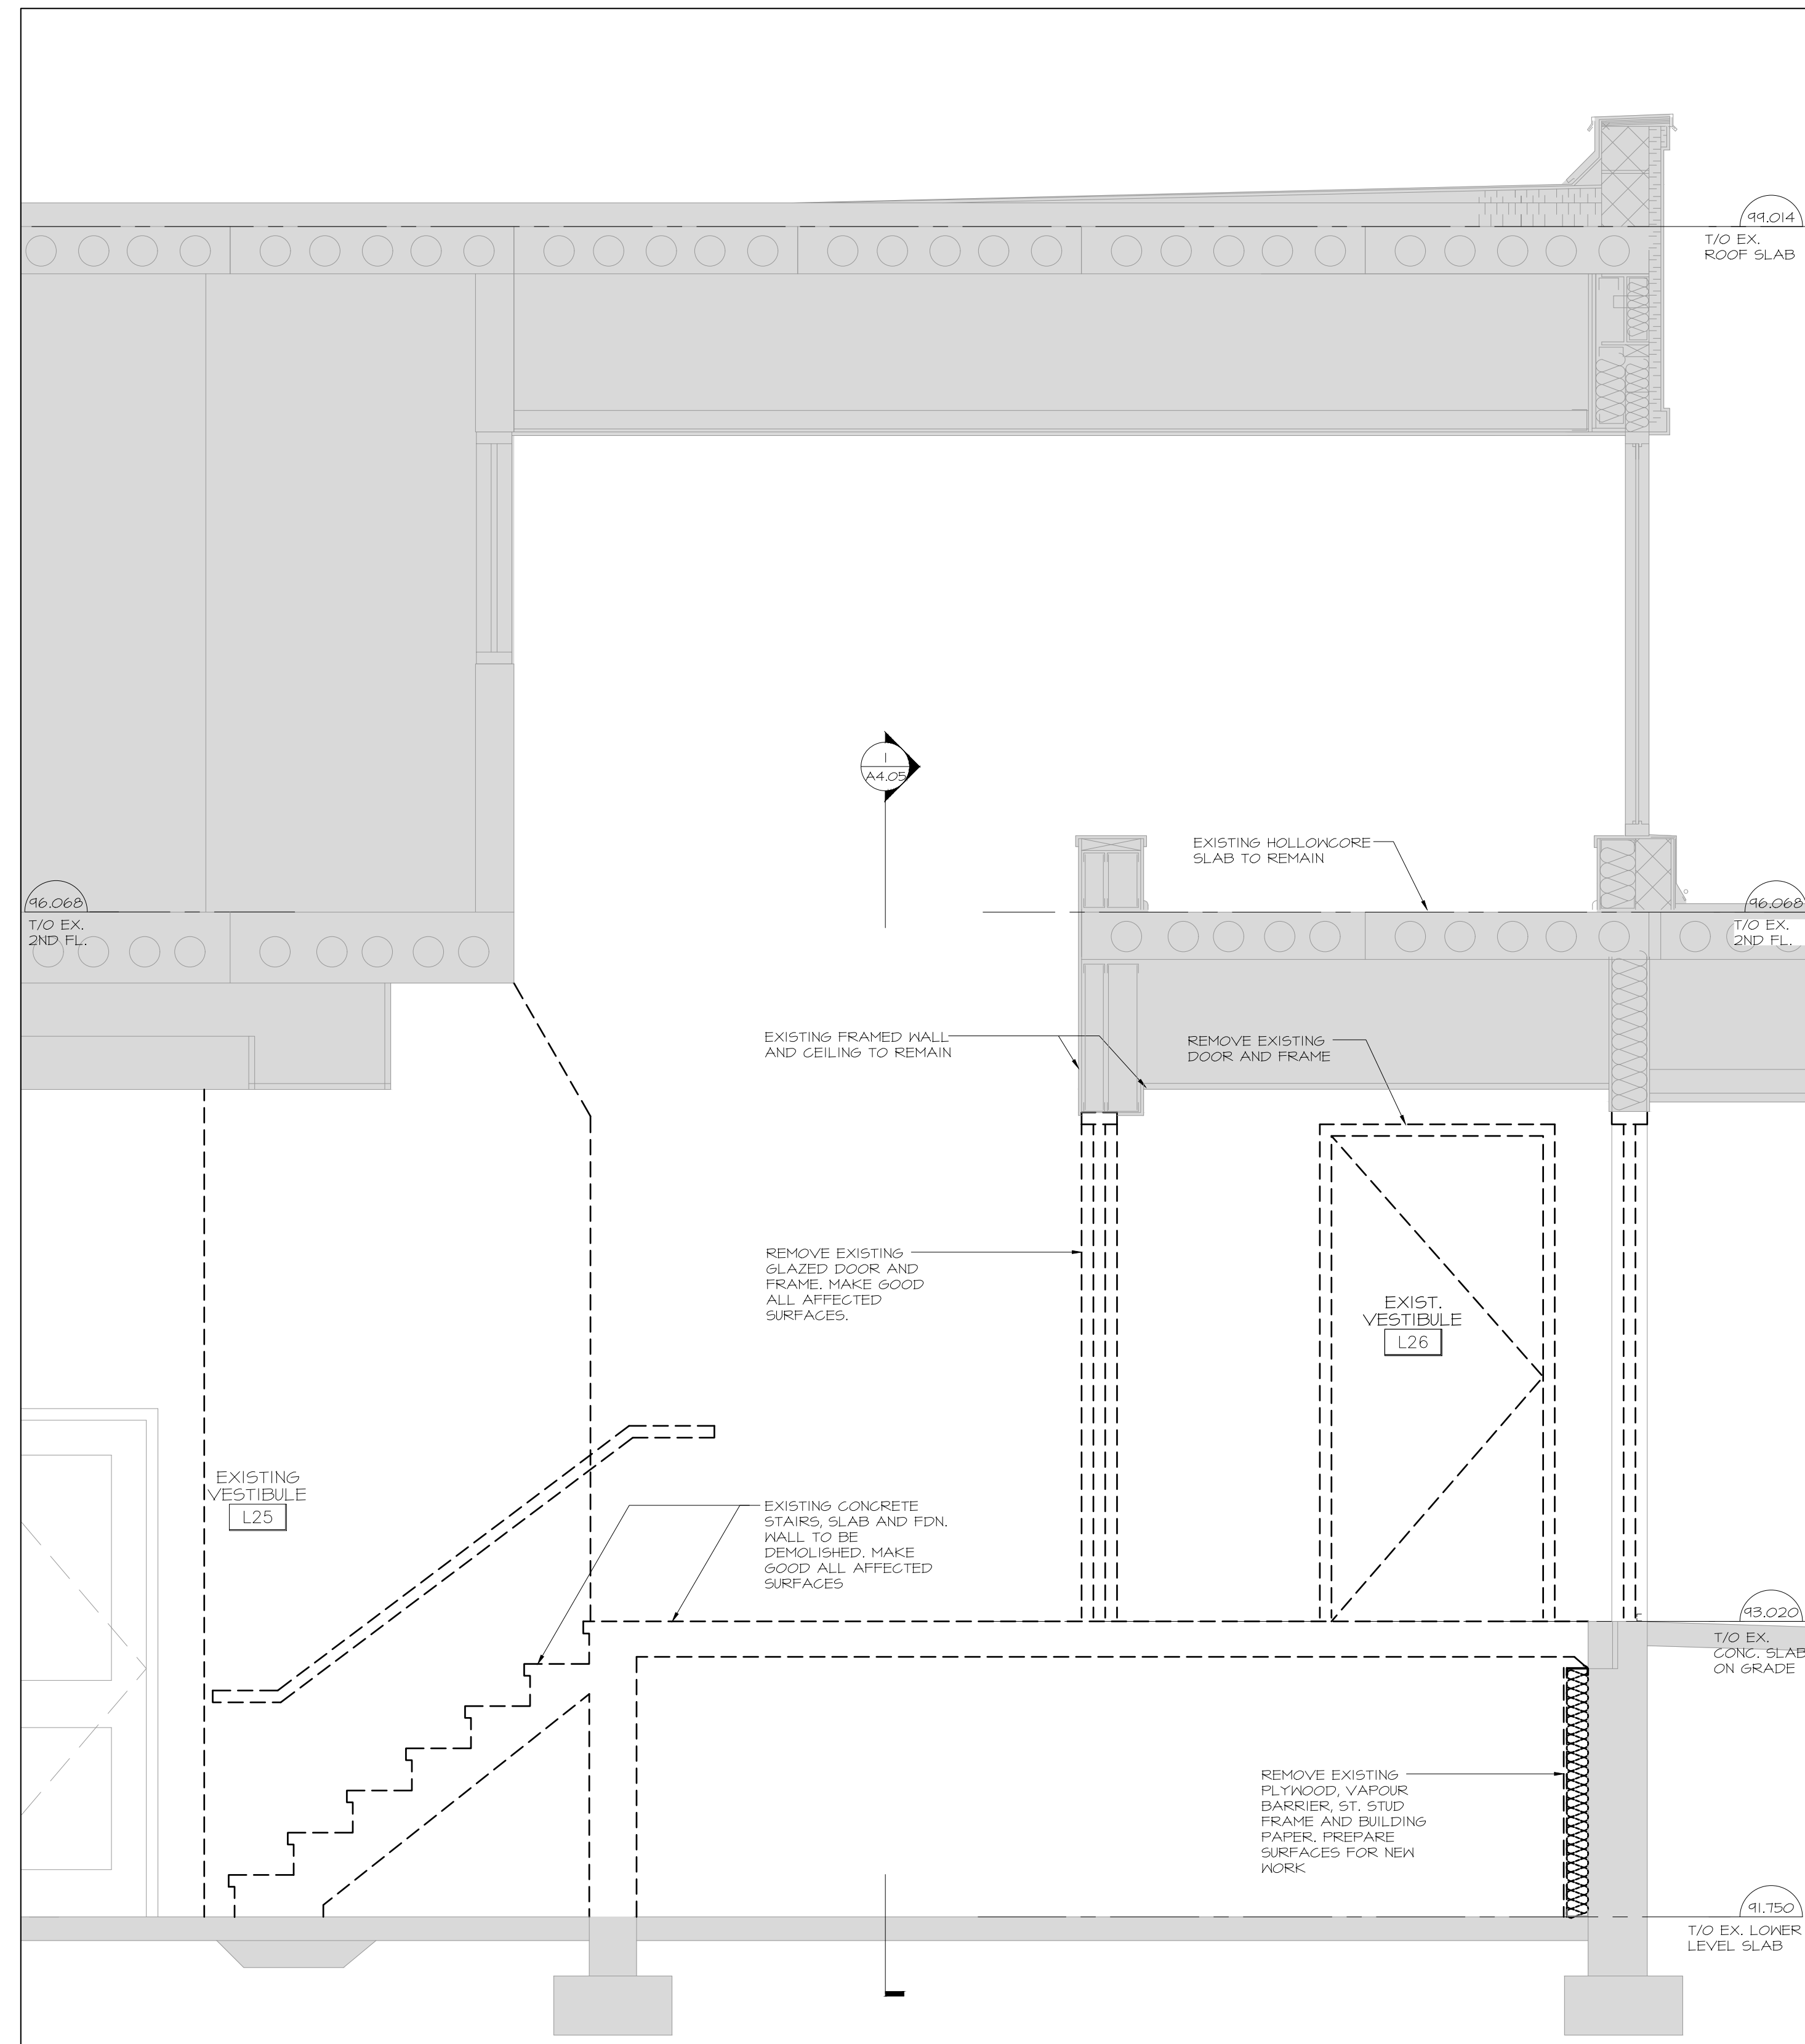 99.014
T/O EX.
ROOF SLAB
1
A4.05
EXISTING HOLLOWCORE
SLAB TO REMAIN
96.068
T/O EX.
2ND FL.
96.068
T/O EX.
2ND FL.
EXISTING FRAMED WALL
AND CEILING TO REMAIN
REMOVE EXISTING
DOOR AND FRAME
REMOVE EXISTING
GLAZED DOOR AND
FRAME. MAKE GOOD
ALL AFFECTED
SURFACES.
EXIST.
VESTIBULE
L26
EXISTING
VESTIBULE
L25
EXISTING CONCRETE
STAIRS, SLAB AND FDN.
WALL TO BE
DEMOLISHED. MAKE
GOOD ALL AFFECTED
SURFACES
93.020
T/O EX.
CONC. SLAB
ON GRADE
REMOVE EXISTING
PLYWOOD, VAPOUR
BARRIER, ST. STUD
FRAME AND BUILDING
PAPER. PREPARE
SURFACES FOR NEW
WORK
91.750
T/O EX. LOWER
LEVEL SLAB